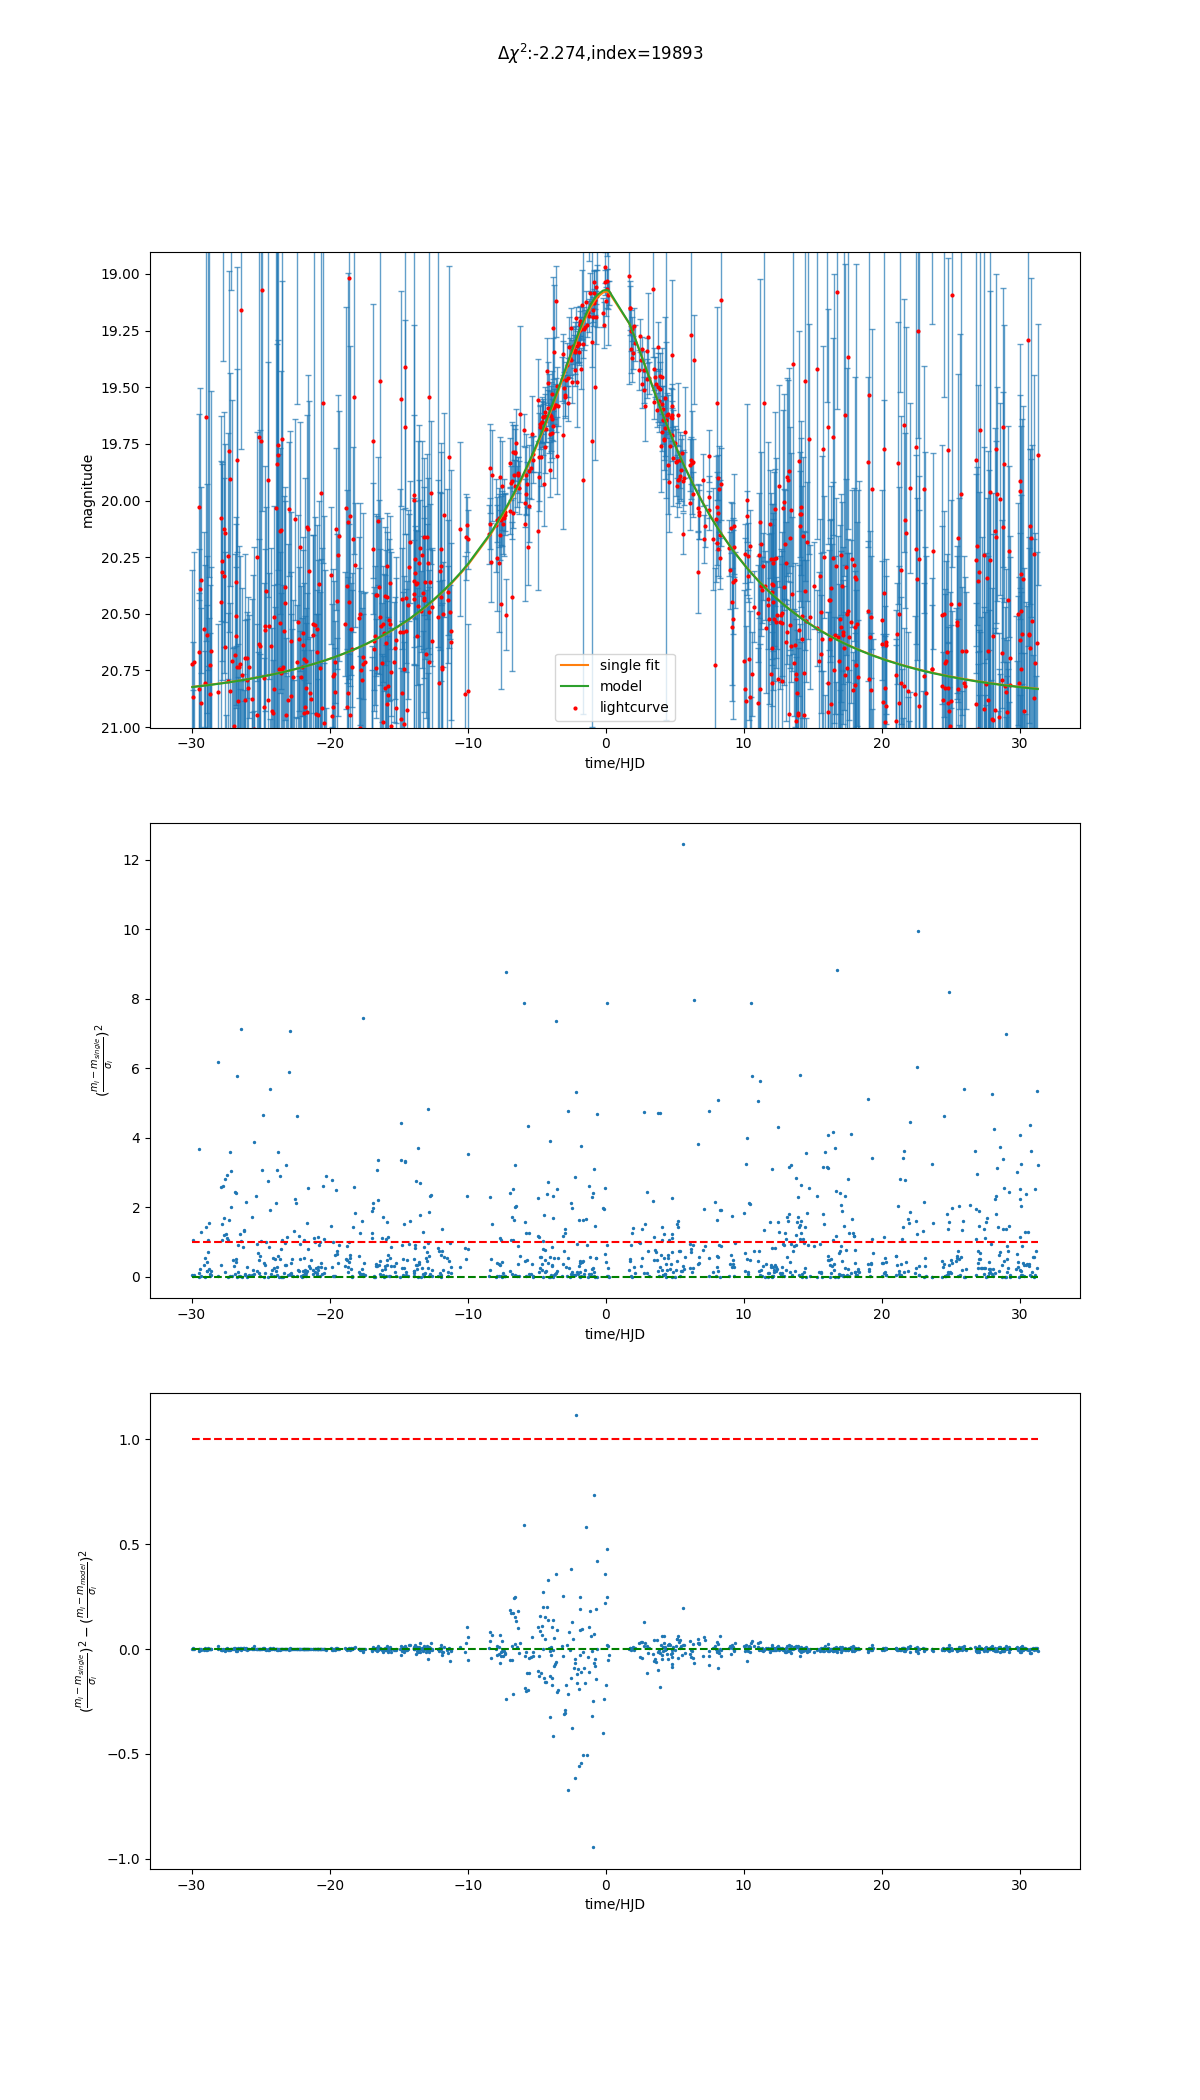 Δχ²:-2.274,index=19893
19.00
19.25
19.50
19.75
20.00
20.25
20.50
20.75
21.00
magnitude
single fit
model
lightcurve
−30 −20 −10 0 10 20 30
time/HJD
12
10
8
6
4
2
0
((m_i − m_single)/σ_i)²
−30 −20 −10 0 10 20 30
time/HJD
1.0
0.5
0.0
−0.5
−1.0
((m_i − m_single)/σ_i)² − ((m_i − m_model)/σ_i)²
−30 −20 −10 0 10 20 30
time/HJD